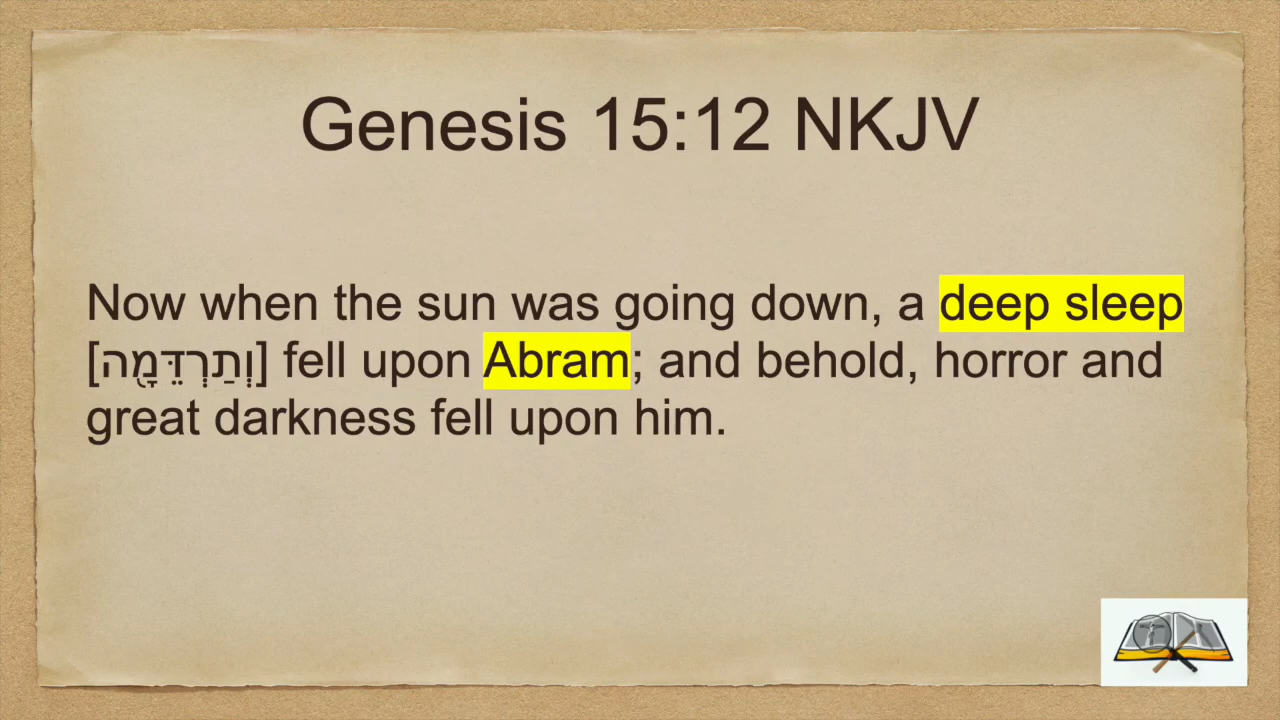 Genesis 15:12 NKJV
Now when the sun was going down, a deep sleep
[וְתַרְדֵּמָ֖ה] fell upon Abram; and behold, horror and
great darkness fell upon him.